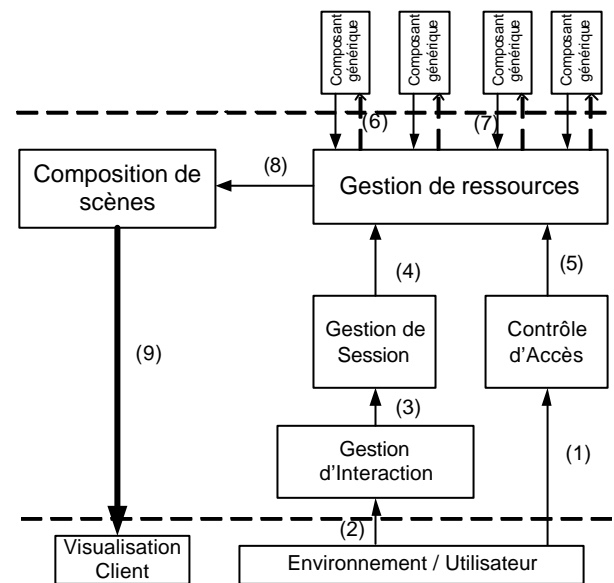 Composant
générique
Composant
générique
Composant
générique
Composant
générique
(6)
(7)
Composition de
scènes
(8)
Gestion de ressources
(4)
(5)
Gestion de
Session
Contrôle
d'Accès
(9)
(3)
(1)
Gestion
d'Interaction
(2)
Visualisation
Client
Environnement / Utilisateur